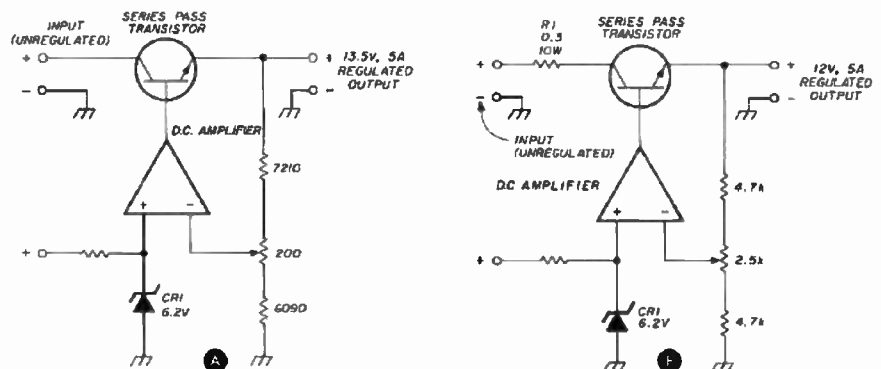 SERIES PASS
TRANSISTOR
INPUT
(UNREGULATED)
+
-
+ 13.5V, 5A
REGULATED
OUTPUT
-
D.C. AMPLIFIER
7210
+ -
+
200
CR1
6.2V
6090
A
SERIES PASS
TRANSISTOR
R1
0.3
10W
+
-
+ 12V, 5A
REGULATED
OUTPUT
-
INPUT
(UNREGULATED)
D.C. AMPLIFIER
4.7k
+ -
+
2.5k
CR1
6.2V
4.7k